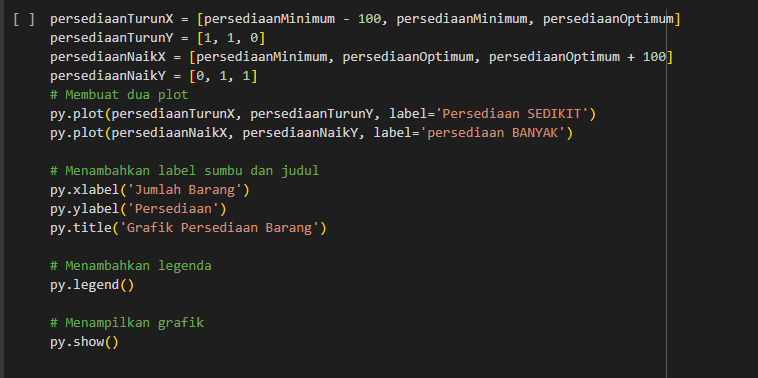 [ ] persediaanTurunX = [persediaanMinimum - 100, persediaanMinimum, persediaanOptimum]
persediaanTurunY = [1, 1, 0]
persediaanNaikX = [persediaanMinimum, persediaanOptimum, persediaanOptimum + 100]
persediaanNaikY = [0, 1, 1]
# Membuat dua plot
py.plot(persediaanTurunX, persediaanTurunY, label='Persediaan SEDIKIT')
py.plot(persediaanNaikX, persediaanNaikY, label='persediaan BANYAK')
# Menambahkan label sumbu dan judul
py.xlabel('Jumlah Barang')
py.ylabel('Persediaan')
py.title('Grafik Persediaan Barang')
# Menambahkan legenda
py.legend()
# Menampilkan grafik
py.show()